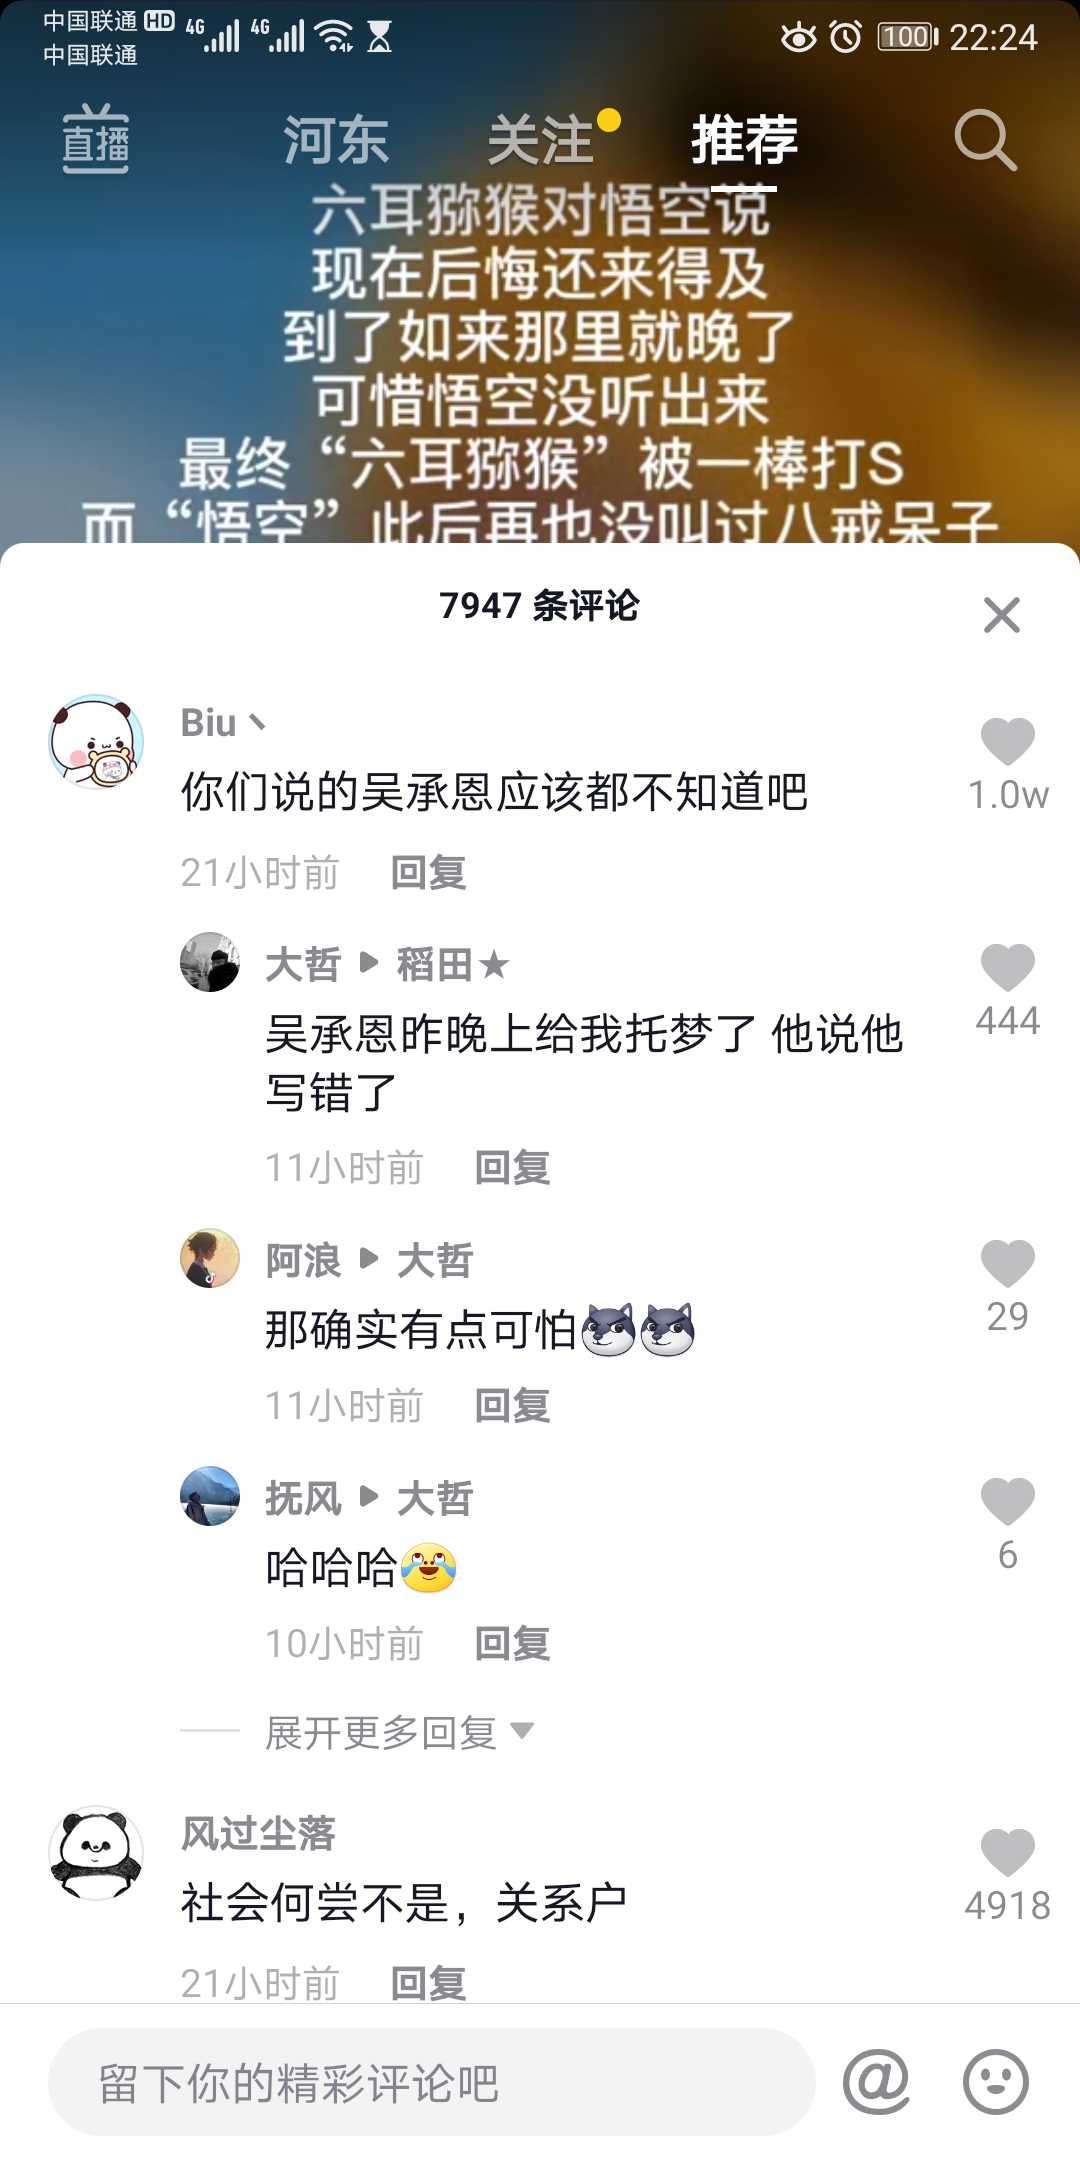 中国联通 HD 4G 4G 100 22:24
中国联通
直播 河东 关注 推荐
六耳猕猴对悟空说
现在后悔还来得及
到了如来那里就晚了
可惜悟空没听出来
最终“六耳猕猴”被一棒打S
而“悟空”此后再也没叫过八戒呆子
7947 条评论
Biu丶
你们说的吴承恩应该都不知道吧
1.0w
21小时前 回复
大哲 ▶ 稻田★
吴承恩昨晚上给我托梦了 他说他
写错了
444
11小时前 回复
阿浪 ▶ 大哲
那确实有点可怕
29
11小时前 回复
抚风 ▶ 大哲
哈哈哈
6
10小时前 回复
展开更多回复
风过尘落
社会何尝不是，关系户
4918
21小时前 回复
留下你的精彩评论吧 @